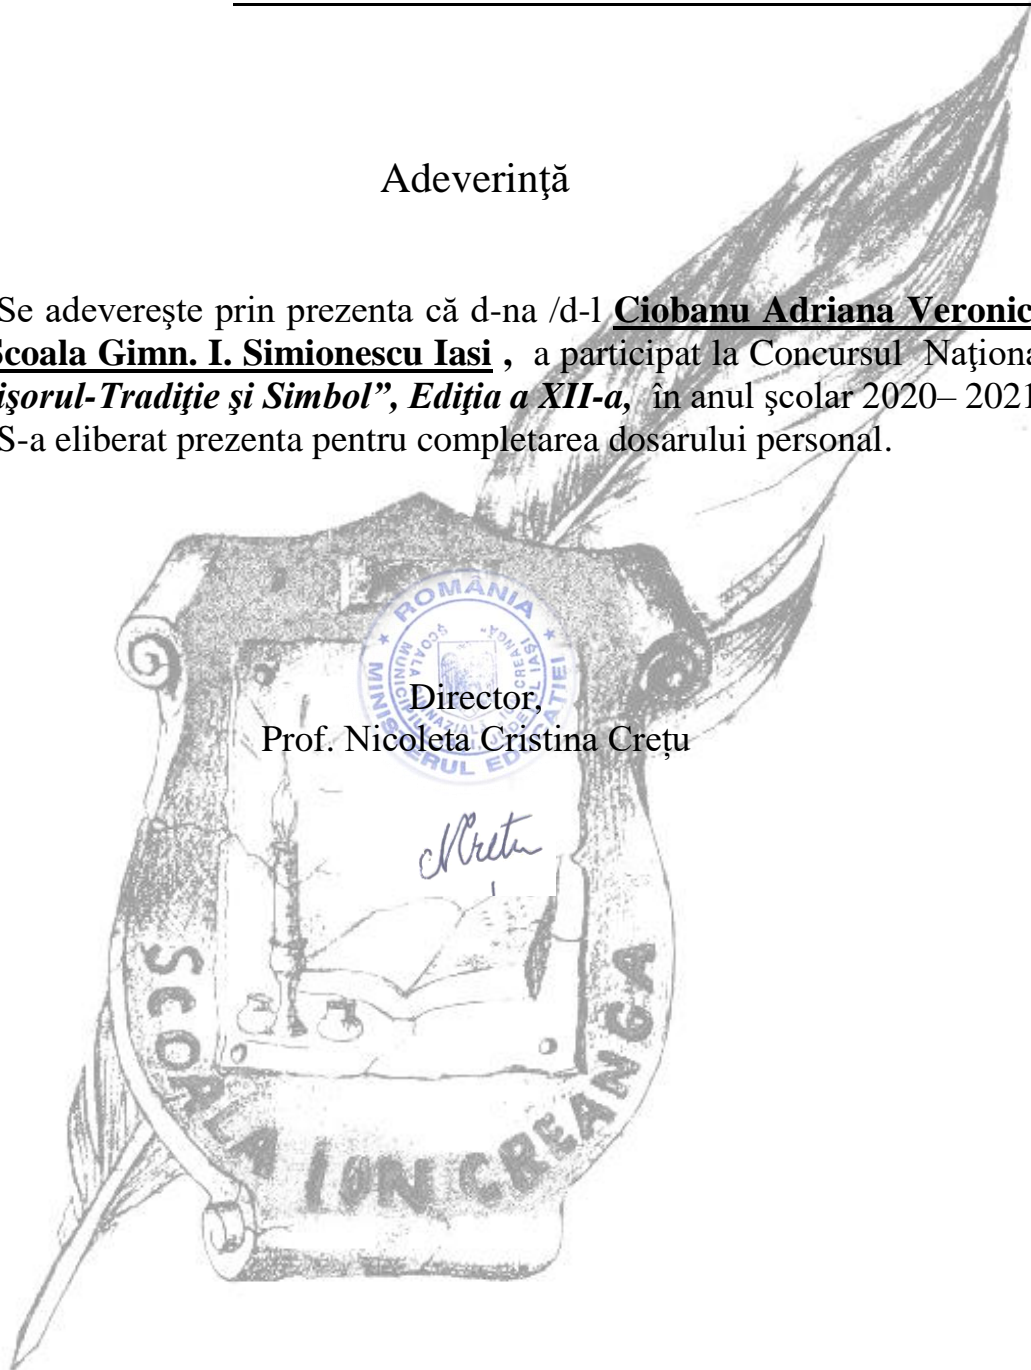 Adeverinţă
Se adevereşte prin prezenta că d-na /d-l Ciobanu Adriana Veronic
Scoala Gimn. I. Simionescu Iasi , a participat la Concursul Naţiona
işorul-Tradiţie şi Simbol”, Ediţia a XII-a, în anul şcolar 2020– 2021
S-a eliberat prezenta pentru completarea dosarului personal.
ROMÂNIA
MINISTERUL EDUCAȚIEI
Director,
Prof. Nicoleta Cristina Crețu
NCretu
ŞCOALA ION CREANGA